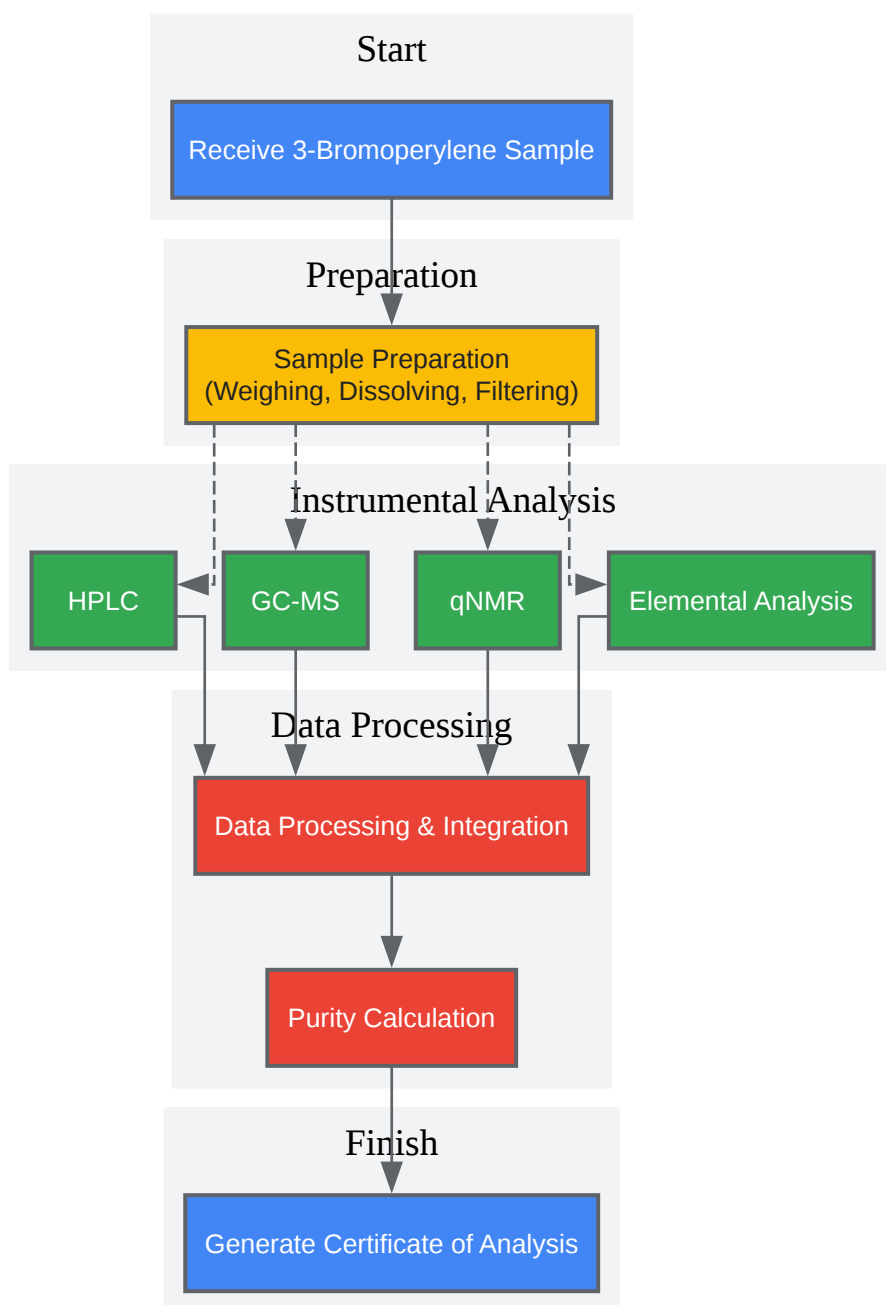 Start
Receive 3-Bromoperylene Sample
Preparation
Sample Preparation
(Weighing, Dissolving, Filtering)
Instrumental Analysis
HPLC
GC-MS
qNMR
Elemental Analysis
Data Processing
Data Processing & Integration
Purity Calculation
Finish
Generate Certificate of Analysis